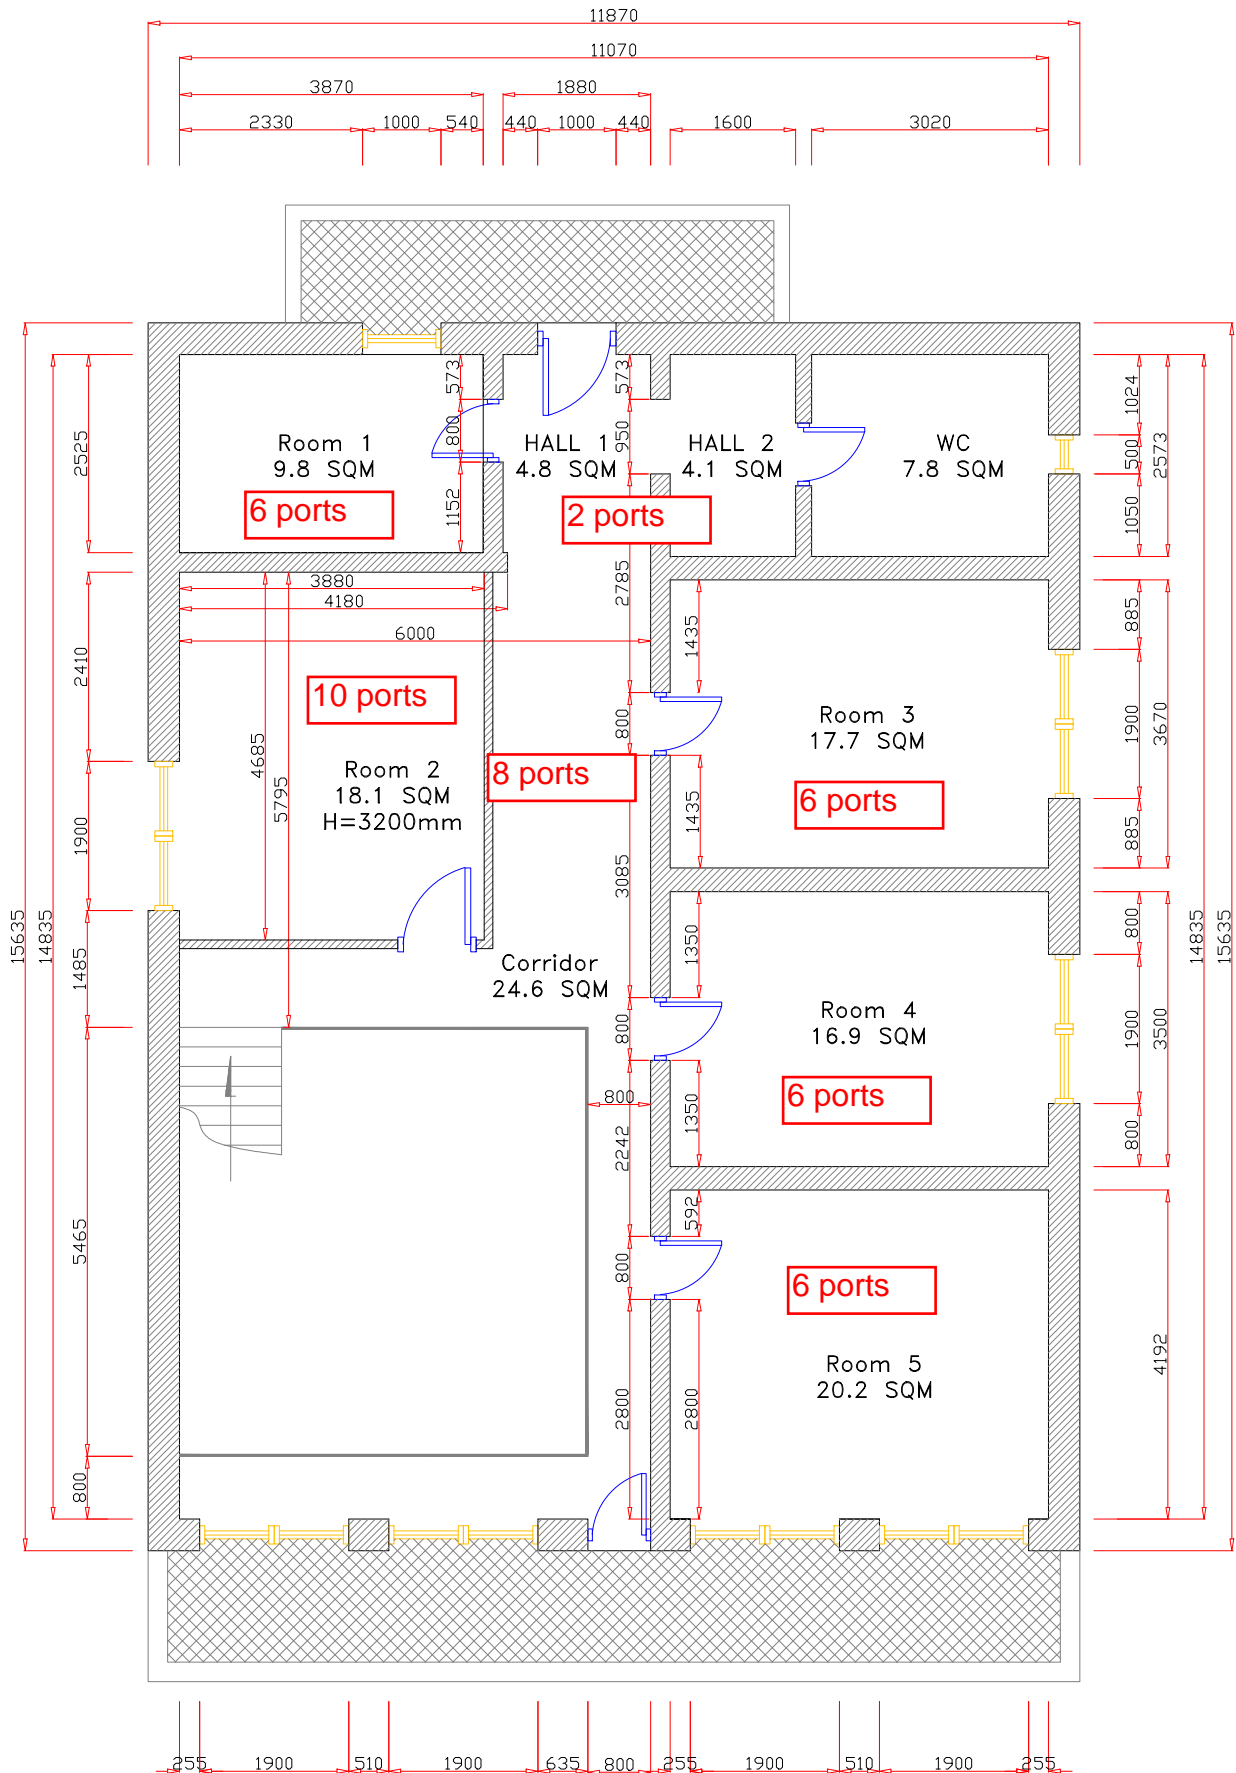 11870
11070
3870
1880
2330
1000
540
440
1000
440
1600
3020
573
800
1152
573
950
2785
1024
500
1050
2573
2525
Room 1
9.8 SQM
6 ports
HALL 1
4.8 SQM
2 ports
HALL 2
4.1 SQM
WC
7.8 SQM
3880
4180
6000
2410
1900
1485
15635
14835
4685
5795
10 ports
Room 2
18.1 SQM
H=3200mm
8 ports
1435
800
1435
3085
Room 3
17.7 SQM
6 ports
885
1900
885
3670
Corridor
24.6 SQM
1350
800
1350
800
2242
Room 4
16.9 SQM
6 ports
800
1900
800
3500
14835
15635
5465
800
592
800
2800
2800
6 ports
Room 5
20.2 SQM
4192
255
1900
510
1900
635
800
255
1900
510
1900
255